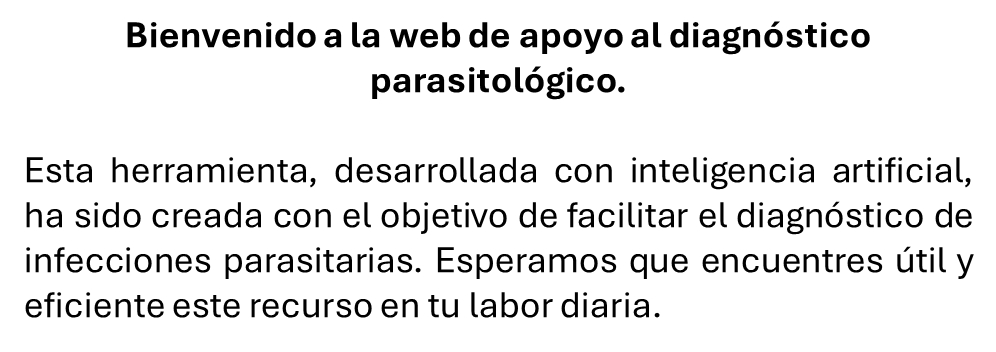 Bienvenido a la web de apoyo al diagnóstico
parasitológico.
Esta herramienta, desarrollada con inteligencia artificial,
ha sido creada con el objetivo de facilitar el diagnóstico de
infecciones parasitarias. Esperamos que encuentres útil y
eficiente este recurso en tu labor diaria.